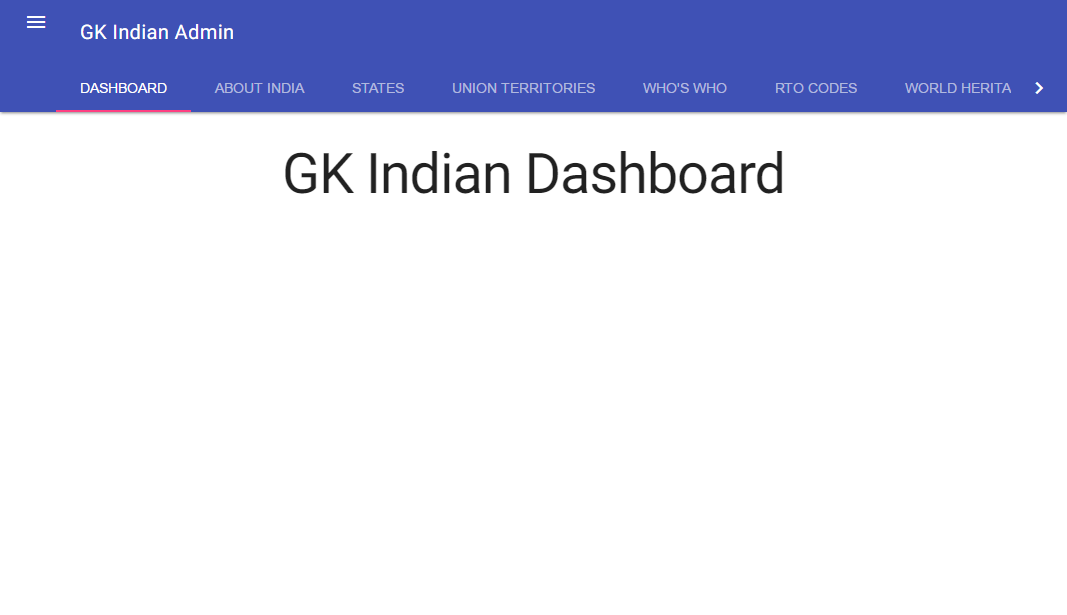 GK Indian Admin
DASHBOARD ABOUT INDIA STATES UNION TERRITORIES WHO'S WHO RTO CODES WORLD HERITA
GK Indian Dashboard